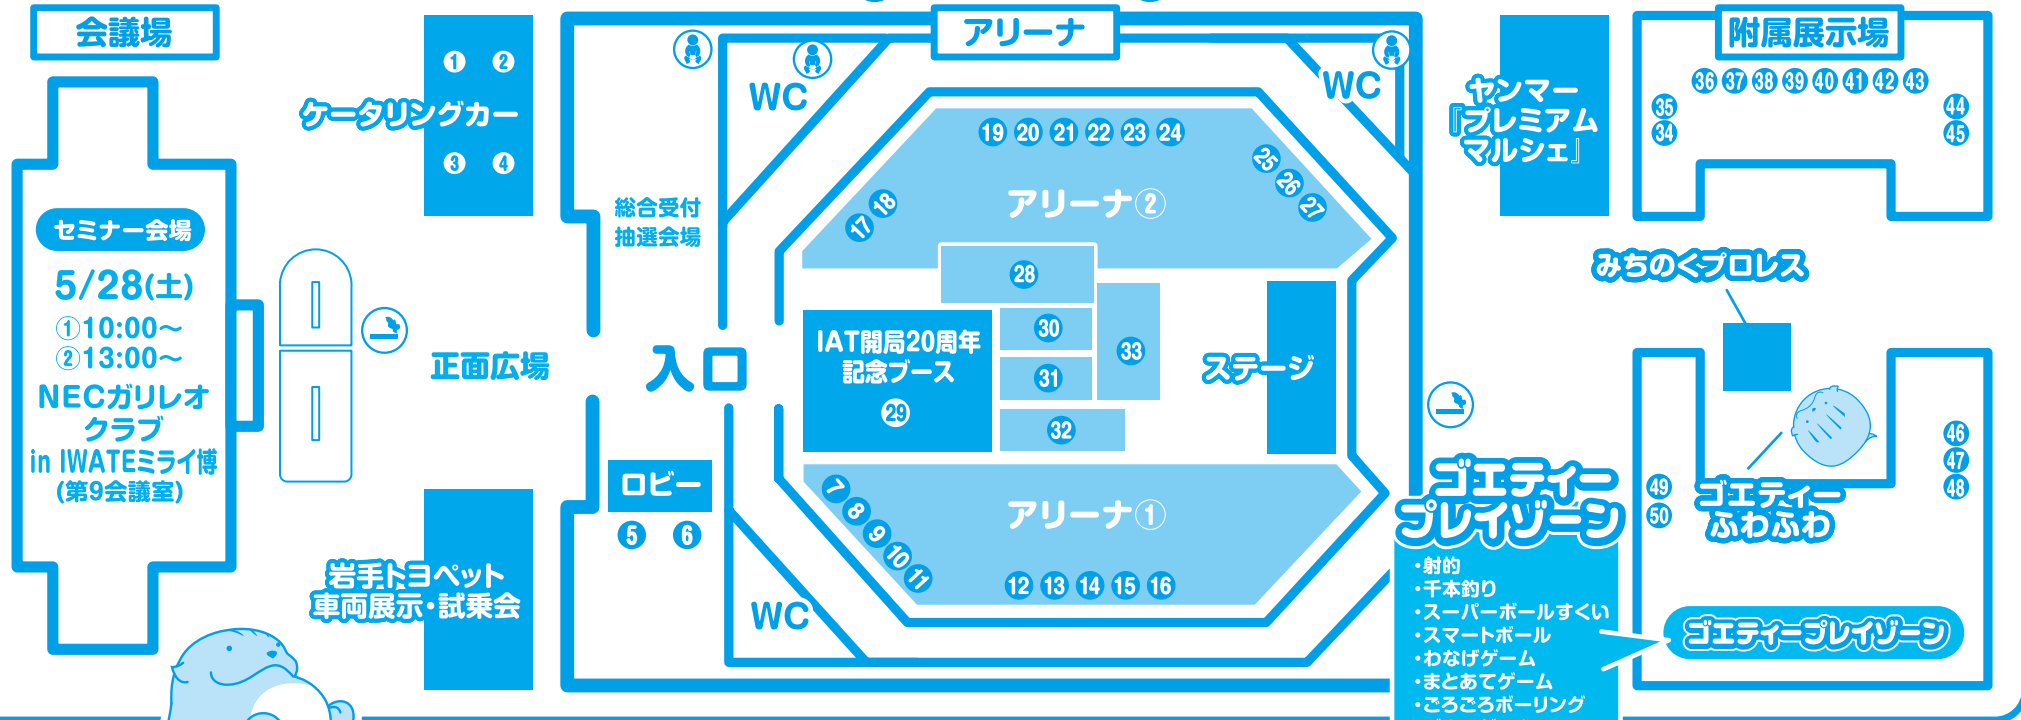 会議場
セミナー会場
5/28(土)
①10:00～
②13:00～
NECガリレオ
クラブ
in IWATEミライ博
(第9会議室)
ケータリングカー
① ②
③ ④
正面広場
岩手トヨペット
車両展示・試乗会
アリーナ
WC
WC
総合受付
抽選会場
入口
ロビー
⑤ ⑥
WC
⑲ ⑳ ㉑ ㉒ ㉓ ㉔
㉕ ㉖ ㉗
⑰ ⑱
アリーナ②
㉘
IAT開局20周年
記念ブース
㉙
㉚
㉛
㉜
㉝
ステージ
アリーナ①
⑦ ⑧ ⑨ ⑩ ⑪
⑫ ⑬ ⑭ ⑮ ⑯
ヤンマー
『プレミアム
マルシェ』
附属展示場
㊱ ㊲ ㊳ ㊴ ㊵ ㊶ ㊷ ㊸
㉟
㉞
㊹
㊺
みちのくプロレス
ゴエティー
ふわふわ
㊻
㊼
㊽
㊾
㊿
ゴエティー
プレイゾーン
・射的
・千本釣り
・スーパーボールすくい
・スマートボール
・わなげゲーム
・まとあてゲーム
・ごろごろボーリング
ゴエティープレイゾーン